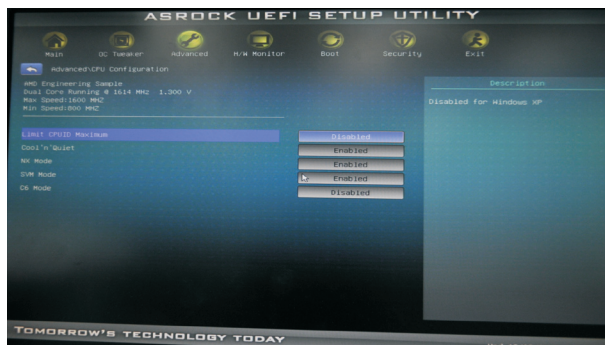 ASROCK UEFI SETUP UTILITY
Main OC Tweaker Advanced H/W Monitor Boot Security Exit
Advanced\CPU Configuration
Description
AMD Engineering Sample
Dual Core Running @ 1614 MHz 1.300 V
Max Speed:1600 MHZ
Min Speed:800 MHZ
Disabled for Windows XP
Limit CPUID Maximum Disabled
Cool'n'Quiet Enabled
NX Mode Enabled
SVM Mode Enabled
C6 Mode Disabled
TOMORROW'S TECHNOLOGY TODAY